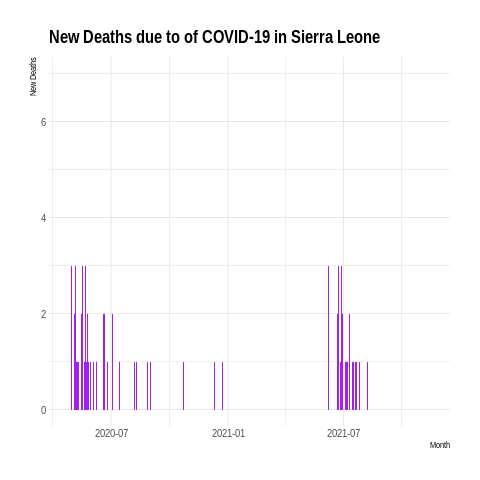 New Deaths due to of COVID-19 in Sierra Leone
New Deaths
6
4
2
0
2020-07 2021-01 2021-07
Month